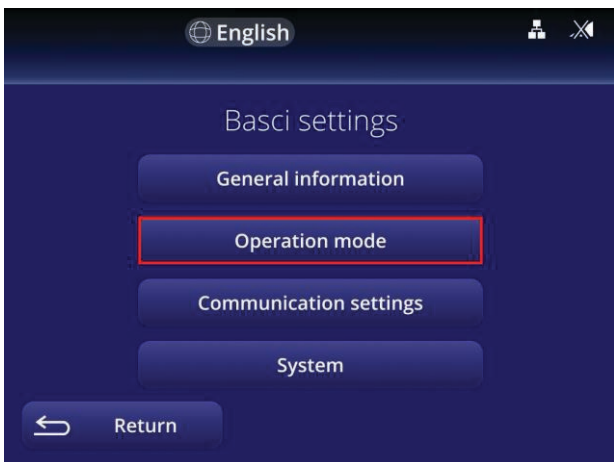 English
Basci settings
General information
Operation mode
Communication settings
System
Return